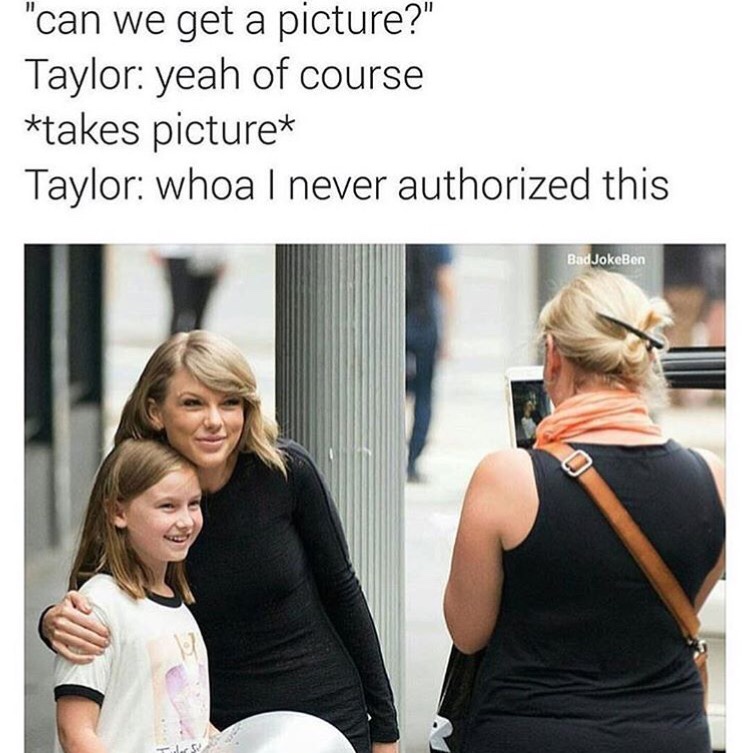 "can we get a picture?"
Taylor: yeah of course
*takes picture*
Taylor: whoa I never authorized this
BadJokeBen